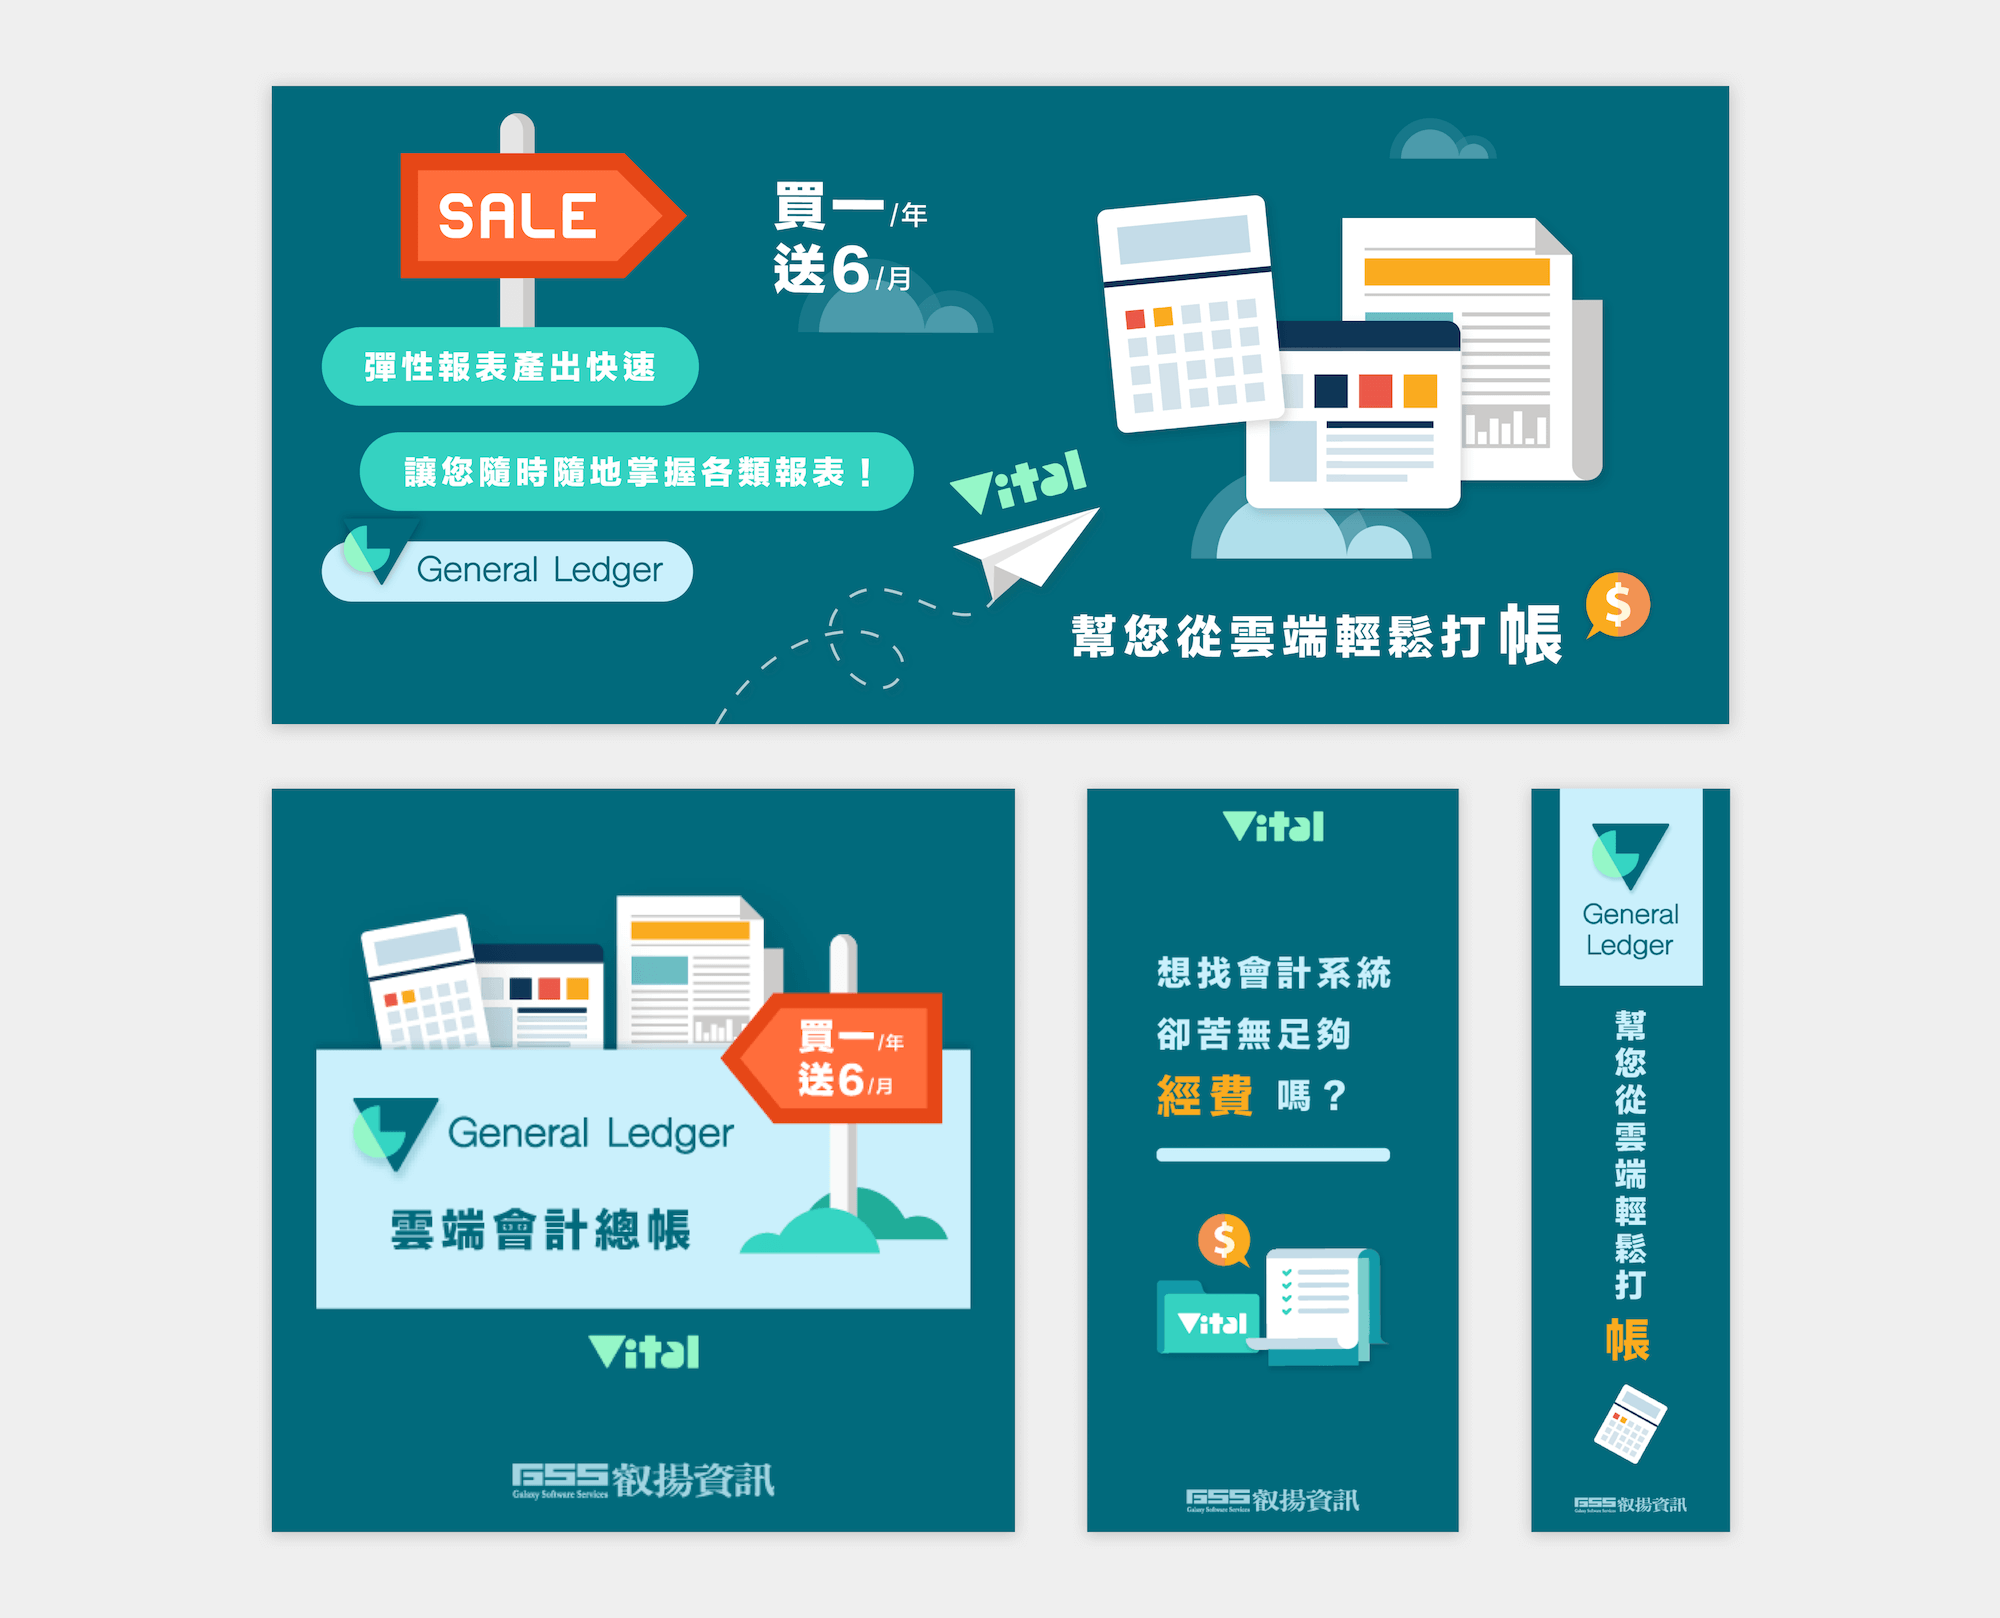 SALE
買一/年
送6/月
彈性報表產出快速
讓您隨時隨地掌握各類報表！
General Ledger
Vital
幫您從雲端輕鬆打帳
$
買一/年
送6/月
General Ledger
雲端會計總帳
Vital
GSS 叡揚資訊
Galaxy Software Services
Vital
想找會計系統
卻苦無足夠
經費 嗎？
$
Vital
GSS 叡揚資訊
Galaxy Software Services
General
Ledger
幫您從雲端輕鬆打帳
GSS 叡揚資訊
Galaxy Software Services